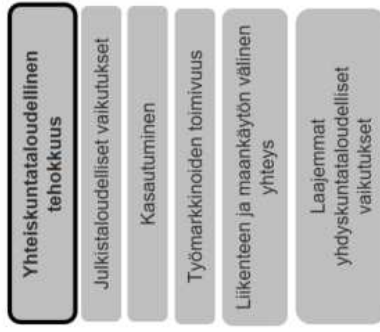 Yhteiskuntataloudellinen
tehokkuus
Julkistaloudelliset vaikutukset
Kasautuminen
Työmarkkinoiden toimivuus
Liikenteen ja maankäytön välinen
yhteys
Laajemmat
yhdyskuntataloudelliset
vaikutukset